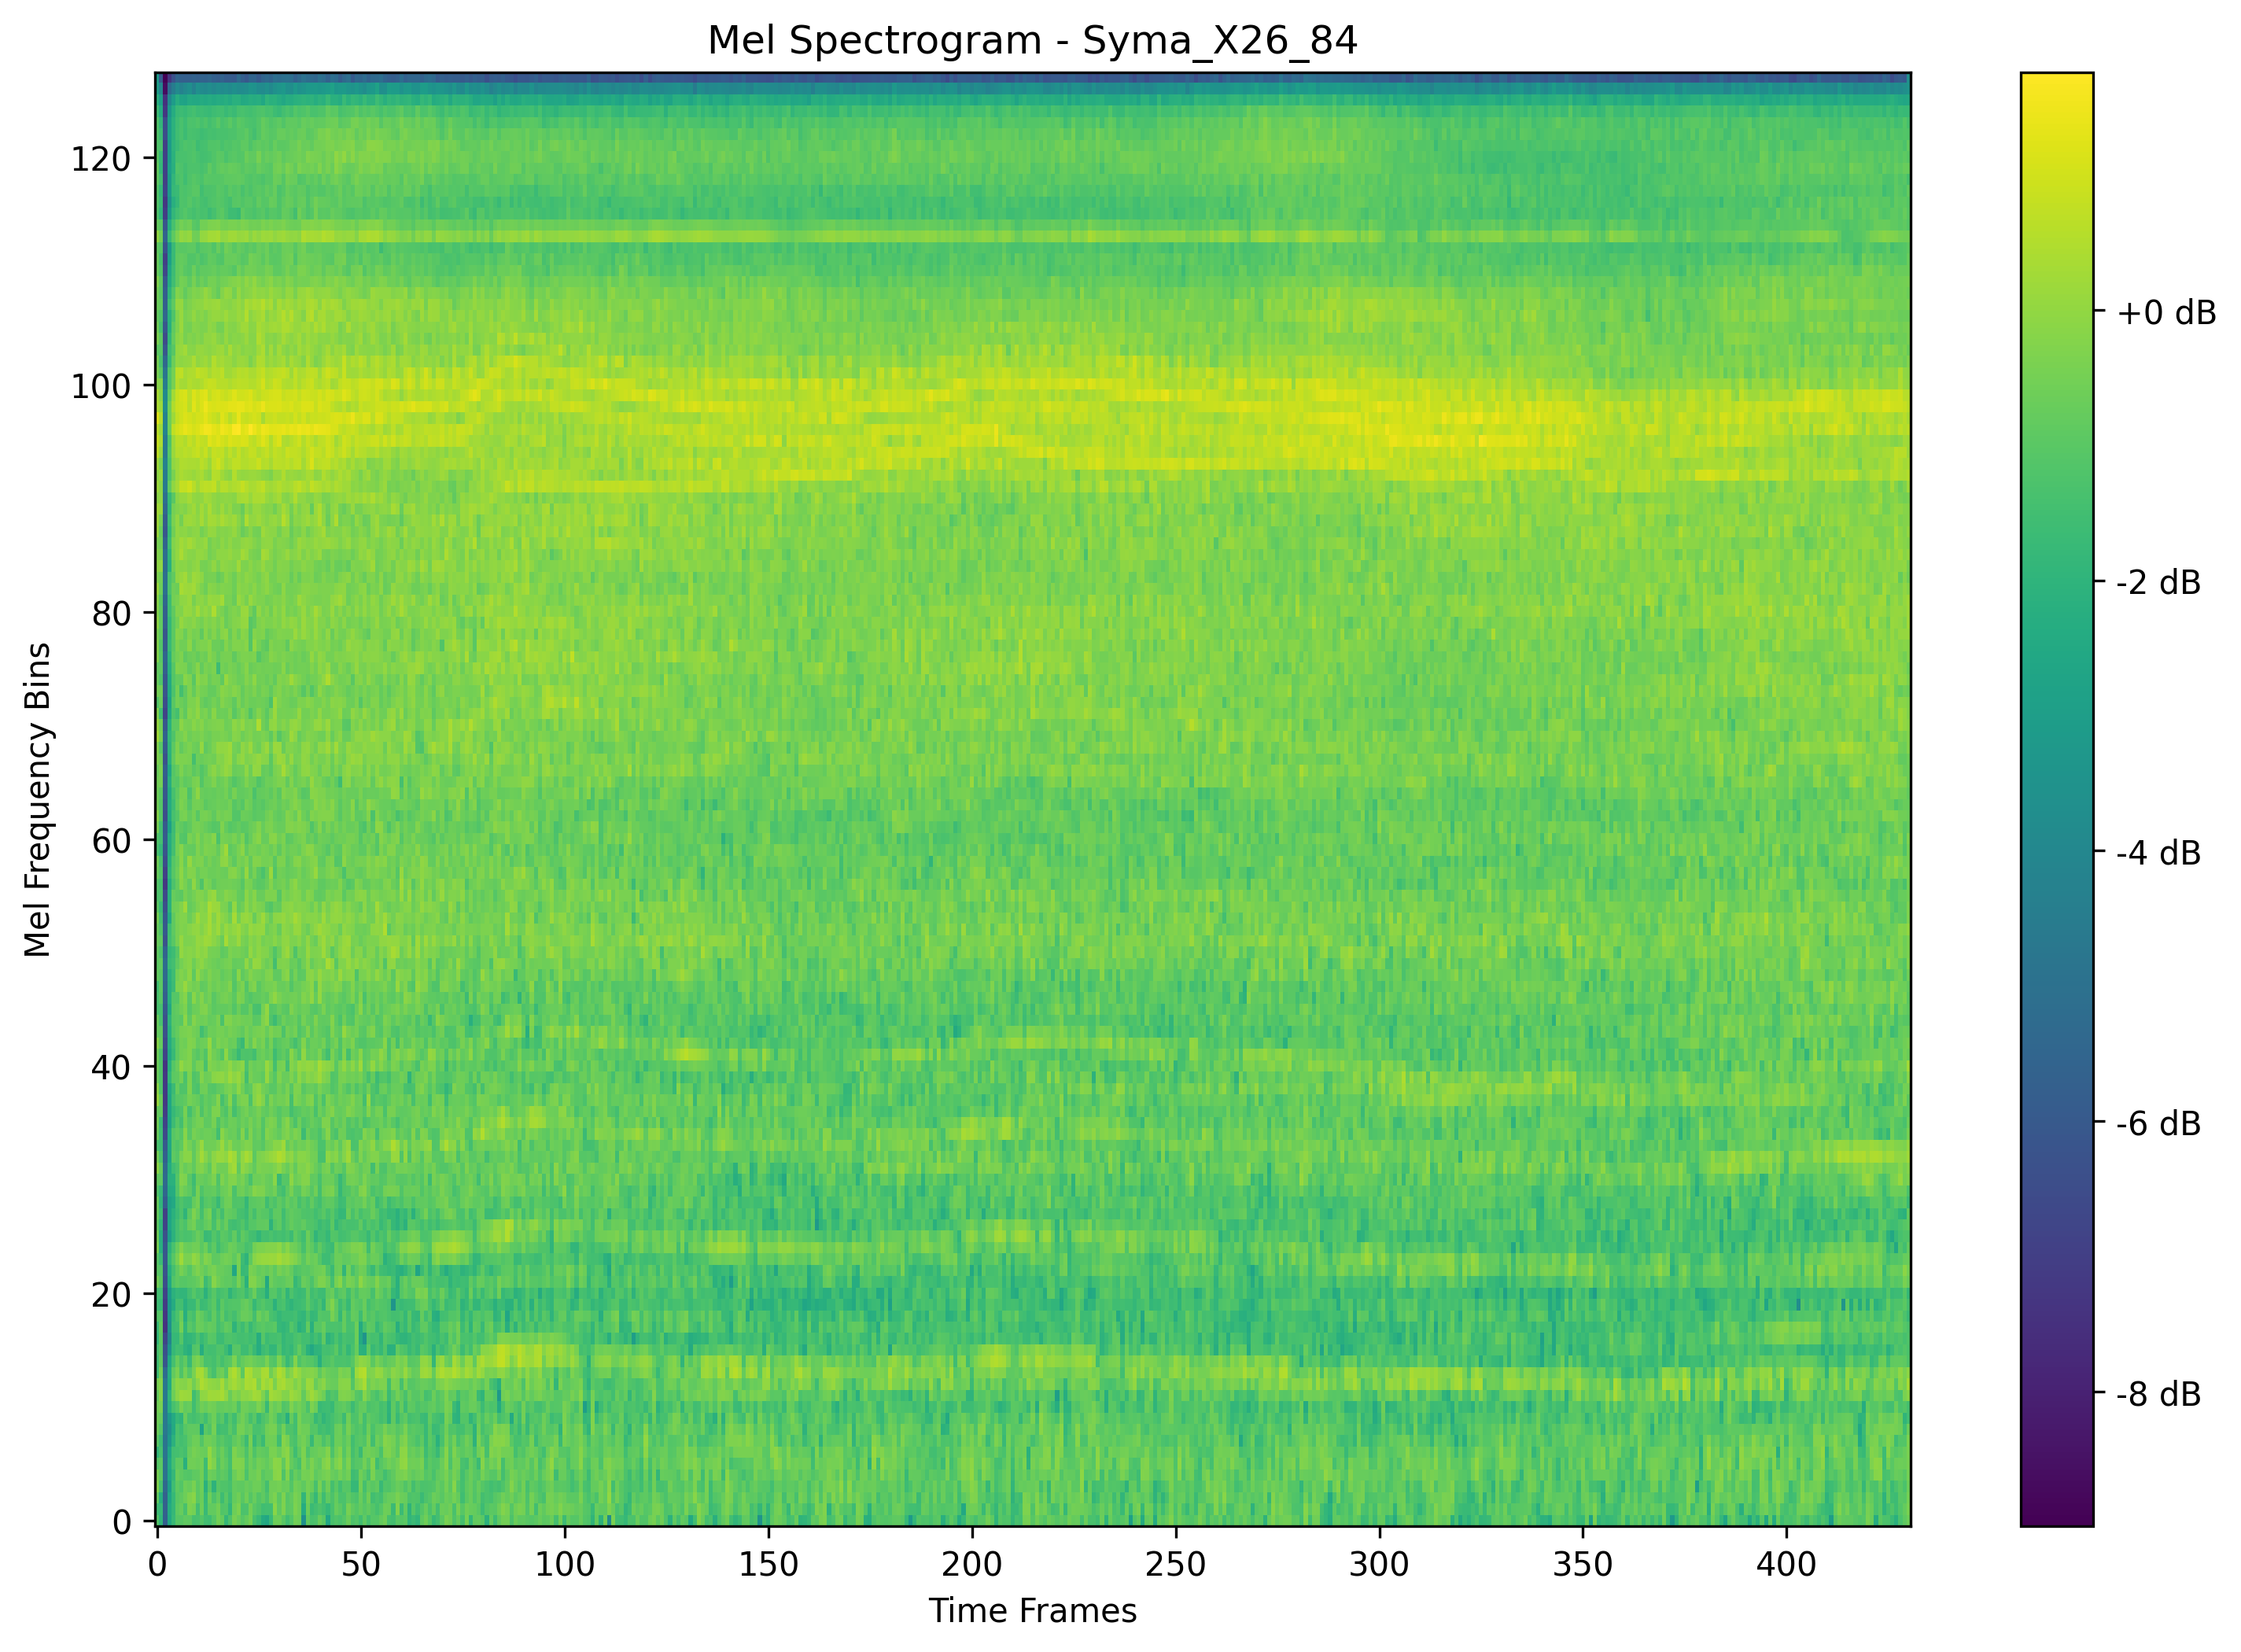 Mel Spectrogram - Syma_X26_84
Mel Frequency Bins
120
100
80
60
40
20
0
0 50 100 150 200 250 300 350 400
Time Frames
+0 dB
-2 dB
-4 dB
-6 dB
-8 dB